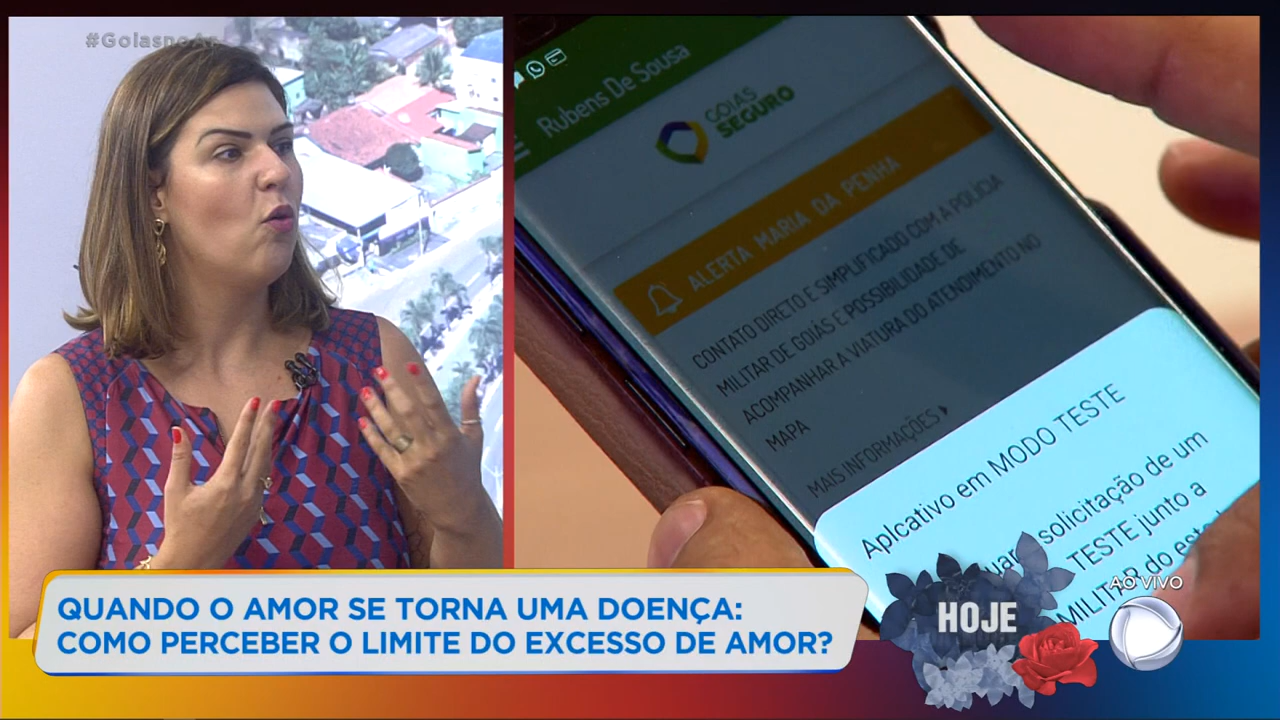 #GoiasnoAr
Rubens De Sousa
GOIÁS
SEGURO
ALERTA MARIA DA PENHA
CONTATO DIRETO E SIMPLIFICADO COM A POLÍCIA
MILITAR DE GOIÁS E POSSIBILIDADE DE
ACOMPANHAR A VIATURA DO ATENDIMENTO NO
MAPA
MAIS INFORMAÇÕES
Aplcativo em MODO TESTE
solicitação de um
TESTE junto a
MILITAR do
QUANDO O AMOR SE TORNA UMA DOENÇA:
COMO PERCEBER O LIMITE DO EXCESSO DE AMOR?
HOJE
AO VIVO